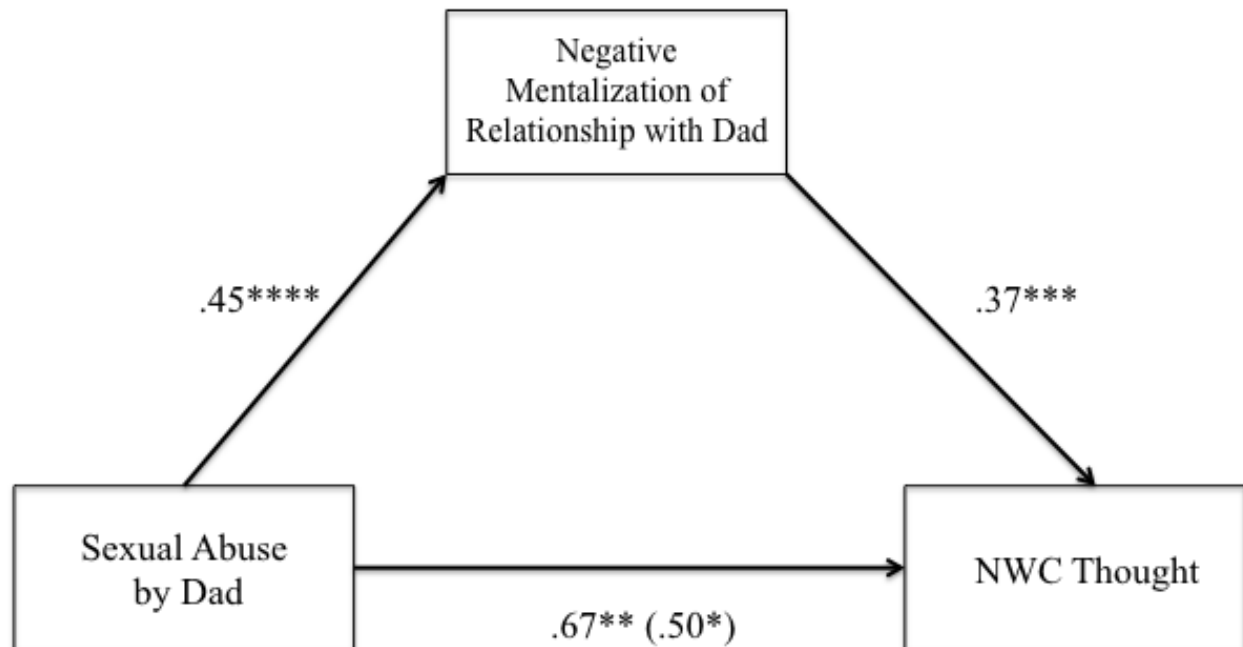 Negative
Mentalization of
Relationship with Dad
.45****
.37***
Sexual Abuse
by Dad
NWC Thought
.67** (.50*)